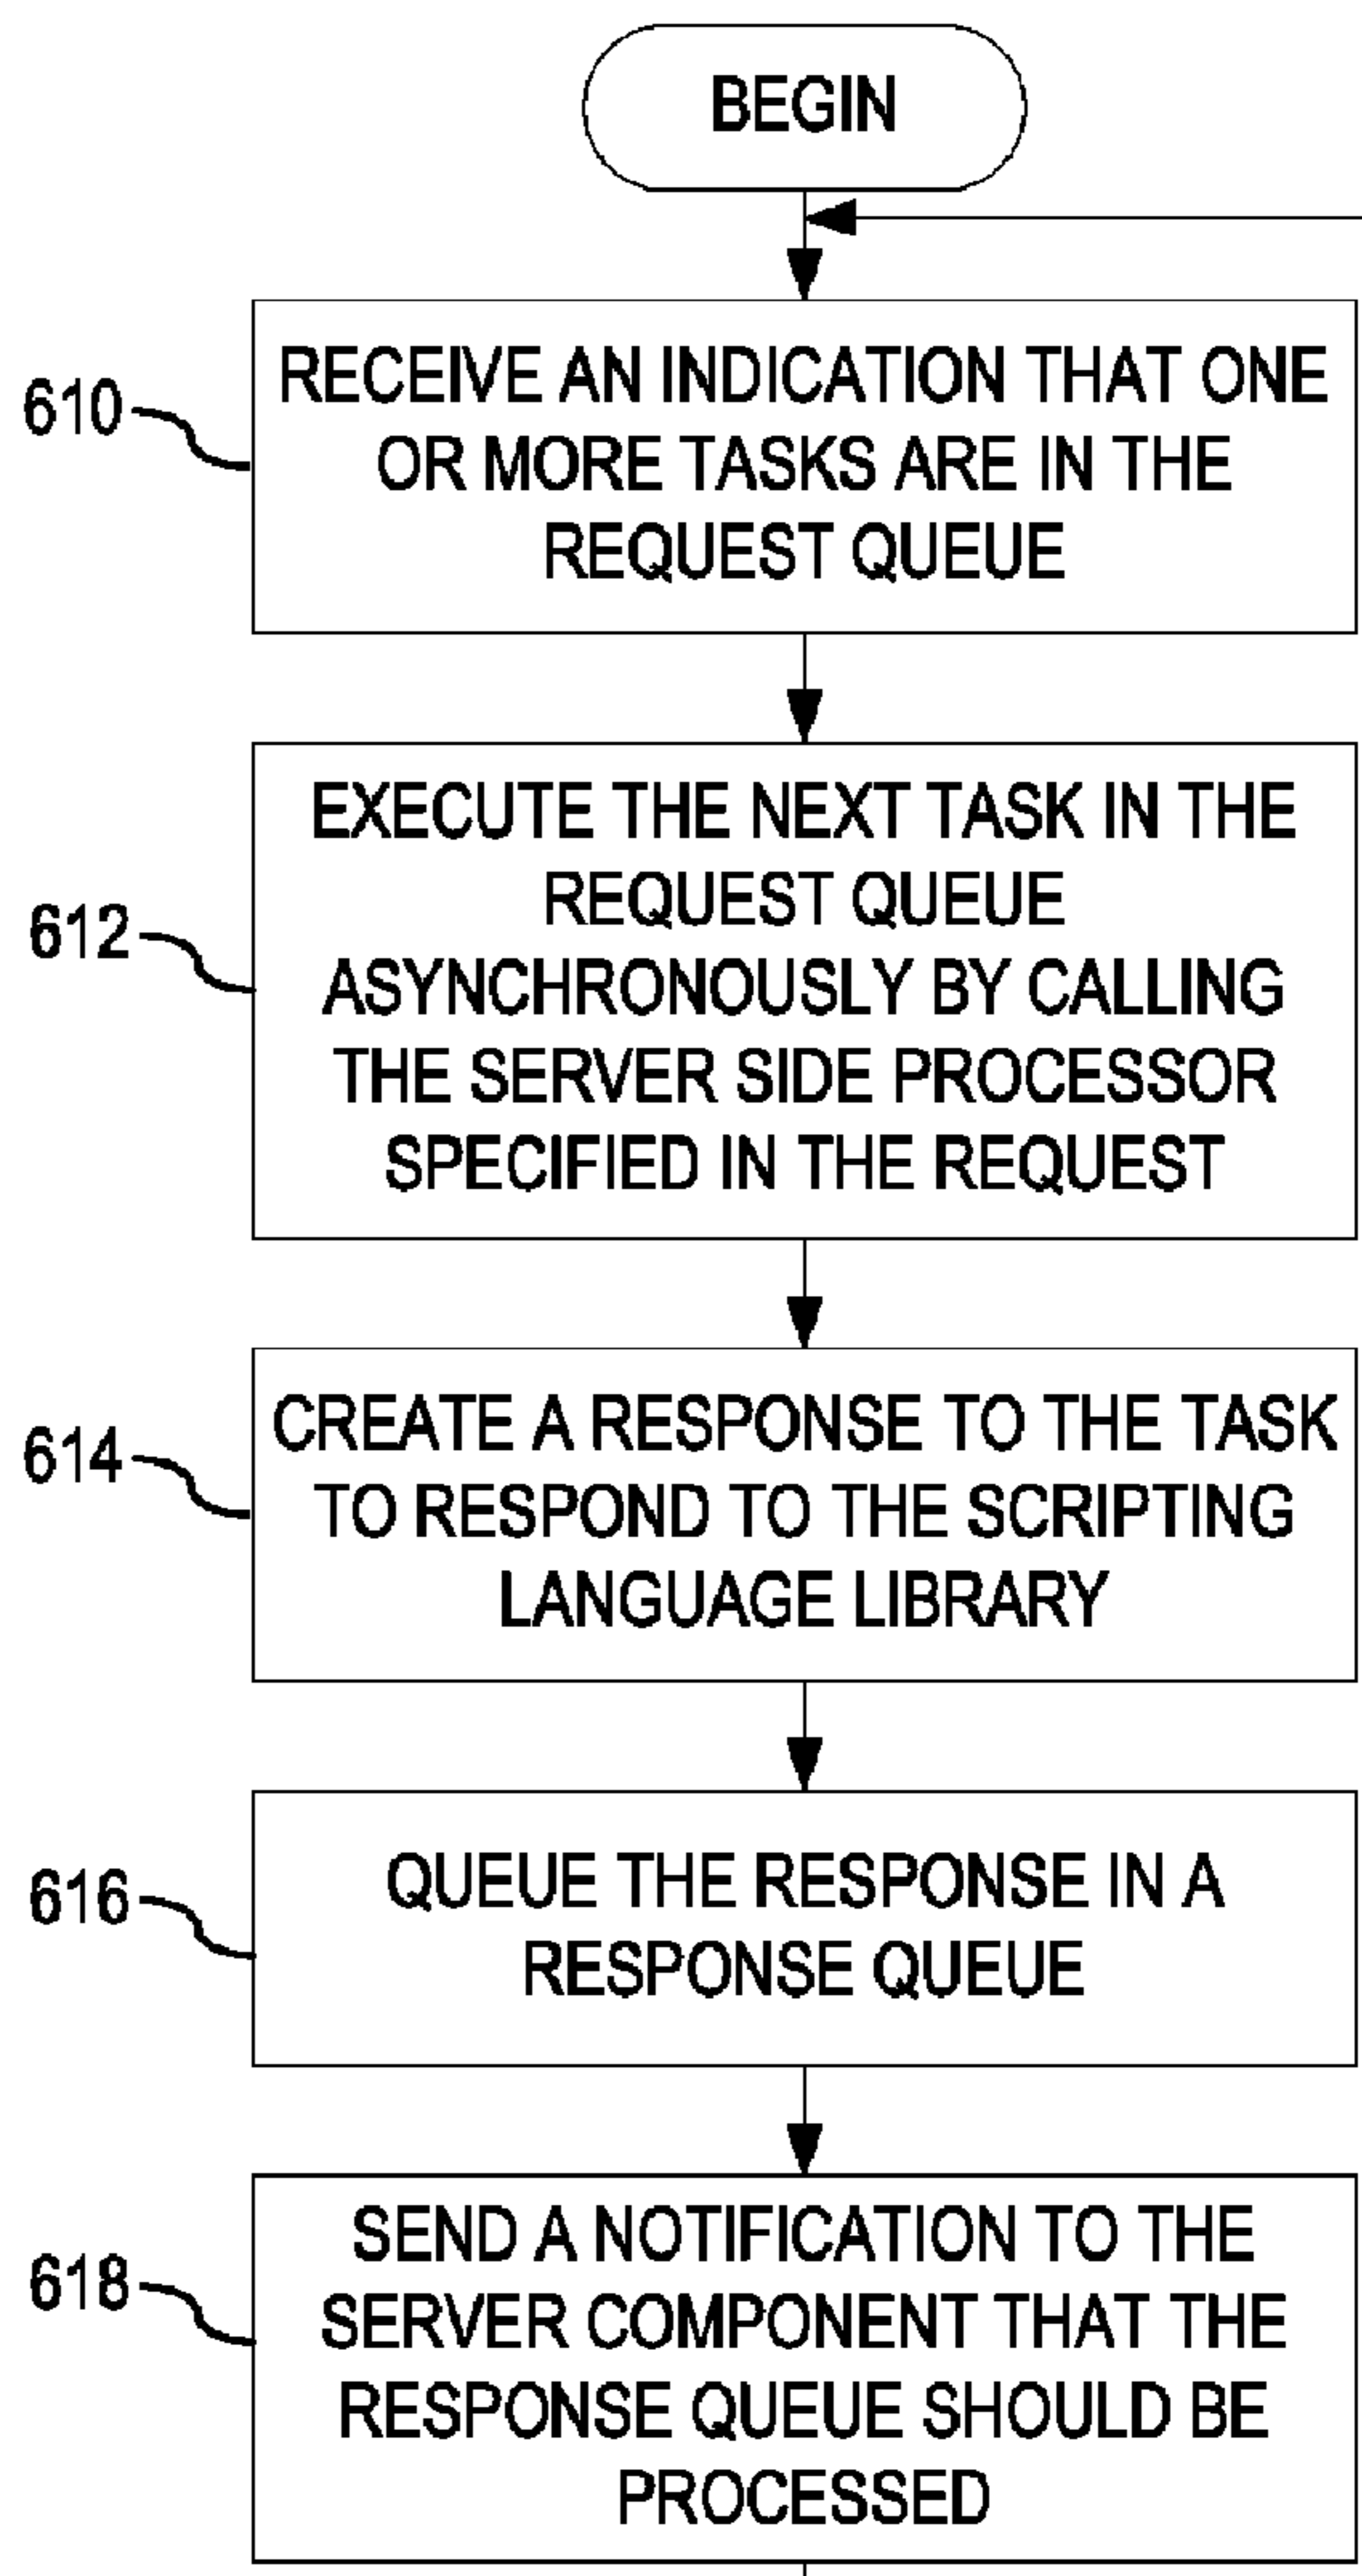 BEGIN
610
RECEIVE AN INDICATION THAT ONE
OR MORE TASKS ARE IN THE
REQUEST QUEUE
612
EXECUTE THE NEXT TASK IN THE
REQUEST QUEUE
ASYNCHRONOUSLY BY CALLING
THE SERVER SIDE PROCESSOR
SPECIFIED IN THE REQUEST
614
CREATE A RESPONSE TO THE TASK
TO RESPOND TO THE SCRIPTING
LANGUAGE LIBRARY
616
QUEUE THE RESPONSE IN A
RESPONSE QUEUE
618
SEND A NOTIFICATION TO THE
SERVER COMPONENT THAT THE
RESPONSE QUEUE SHOULD BE
PROCESSED